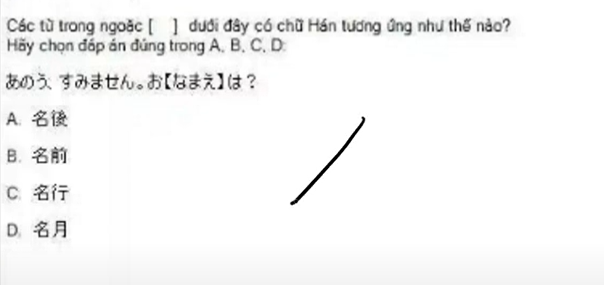 Các từ trong ngoặc [ ] dưới đây có chữ Hán tương ứng như thế nào?
Hãy chọn đáp án đúng trong A, B, C, D:
あのう、すみません。お【なまえ】は？
A. 名後
B. 名前
C. 名行
D. 名月